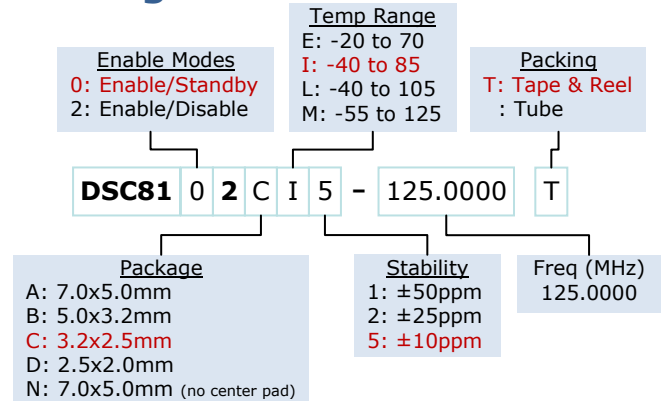 Temp Range
E: -20 to 70
I: -40 to 85
L: -40 to 105
M: -55 to 125
Enable Modes
0: Enable/Standby
2: Enable/Disable
Packing
T: Tape & Reel
: Tube
DSC81 0 2 C I 5 - 125.0000 T
Package
A: 7.0x5.0mm
B: 5.0x3.2mm
C: 3.2x2.5mm
D: 2.5x2.0mm
N: 7.0x5.0mm (no center pad)
Stability
1: ±50ppm
2: ±25ppm
5: ±10ppm
Freq (MHz)
125.0000